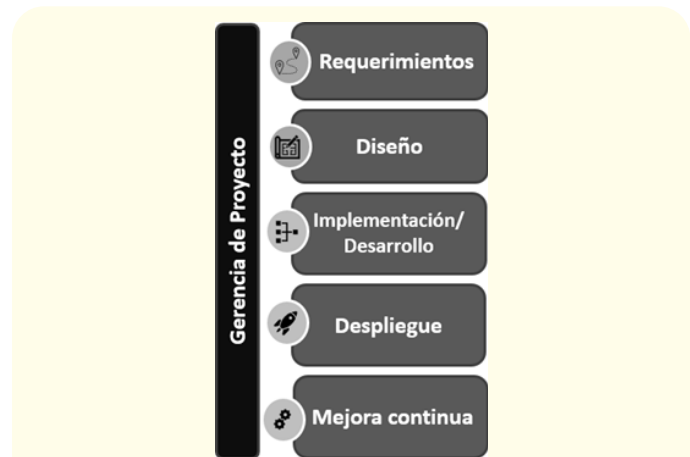 Gerencia de Proyecto
Requerimientos
Diseño
Implementación/
Desarrollo
Despliegue
Mejora continua